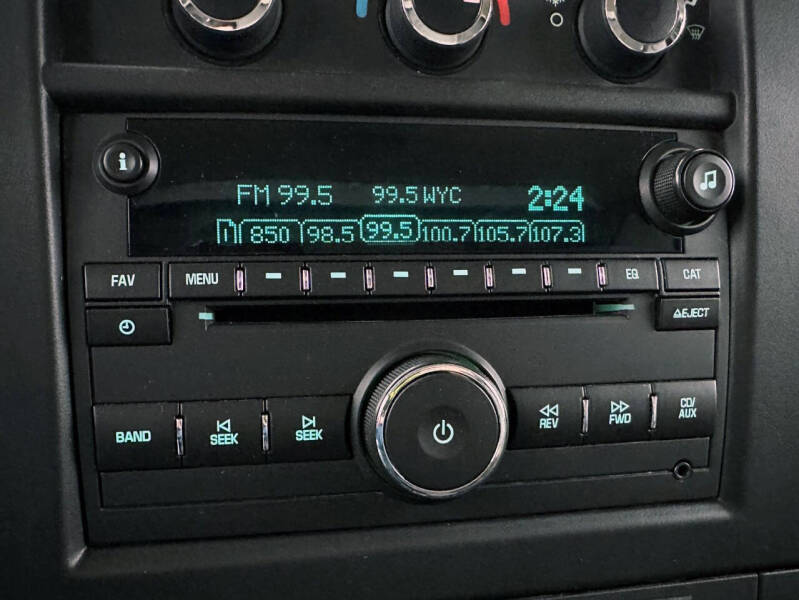 i
FM 99.5 99.5 WYC 2:24
850 98.5 99.5 100.7 105.7 107.3
FAV MENU EQ CAT
EJECT
BAND SEEK SEEK REV FWD CD/
AUX